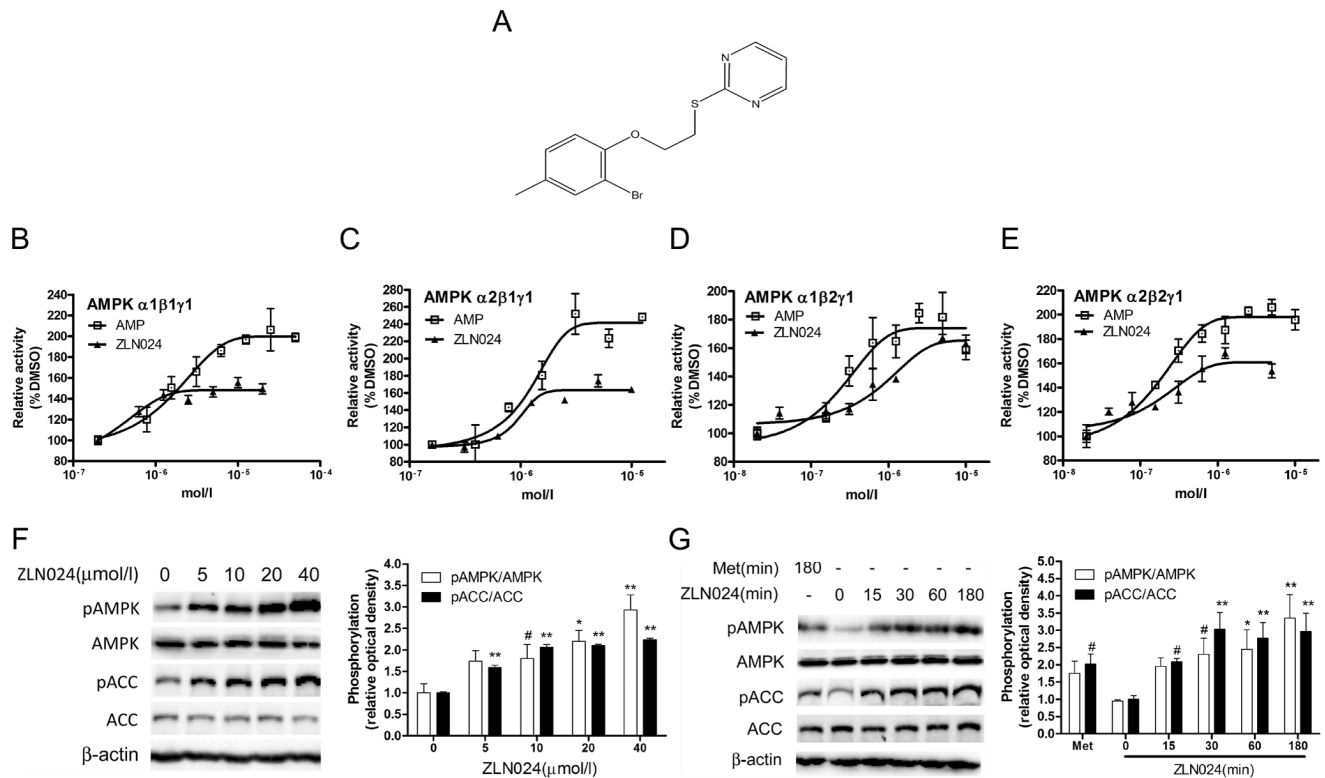 A
N
N
S
O
Br
B
C
D
E
AMPK α1β1γ1
AMP
ZLN024
Relative activity
(% DMSO)
240
220
200
180
160
140
120
100
80
10⁻⁷
10⁻⁶
10⁻⁵
10⁻⁴
mol/l
AMPK α2β1γ1
AMP
ZLN024
Relative activity
(% DMSO)
280
260
240
220
200
180
160
140
120
100
80
10⁻⁶
10⁻⁵
mol/l
AMPK α1β2γ1
AMP
ZLN024
Relative activity
(% DMSO)
180
160
140
120
100
80
10⁻⁸
10⁻⁷
10⁻⁶
10⁻⁵
mol/l
AMPK α2β2γ1
AMP
ZLN024
Relative activity
(% DMSO)
220
200
180
160
140
120
100
80
10⁻⁸
10⁻⁷
10⁻⁶
10⁻⁵
mol/l
F
ZLN024(μmol/l) 0 5 10 20 40
pAMPK
AMPK
pACC
ACC
β-actin
Phosphorylation
(relative optical density)
4.0
3.5
3.0
2.5
2.0
1.5
1.0
0.5
0.0
pAMPK/AMPK
pACC/ACC
** # ** * ** ** **
0 5 10 20 40
ZLN024(μmol/l)
G
Met(min) 180 - - - - -
ZLN024(min) - 0 15 30 60 180
pAMPK
AMPK
pACC
ACC
β-actin
Phosphorylation
(relative optical density)
5.0
4.5
4.0
3.5
3.0
2.5
2.0
1.5
1.0
0.5
0.0
pAMPK/AMPK
pACC/ACC
# # # ** * ** ** **
Met 0 15 30 60 180
ZLN024(min)